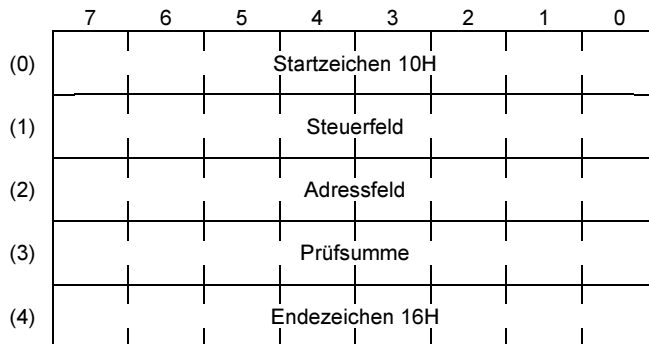 7 6 5 4 3 2 1 0
(0) Startzeichen 10H
(1) Steuerfeld
(2) Adressfeld
(3) Prüfsumme
(4) Endezeichen 16H